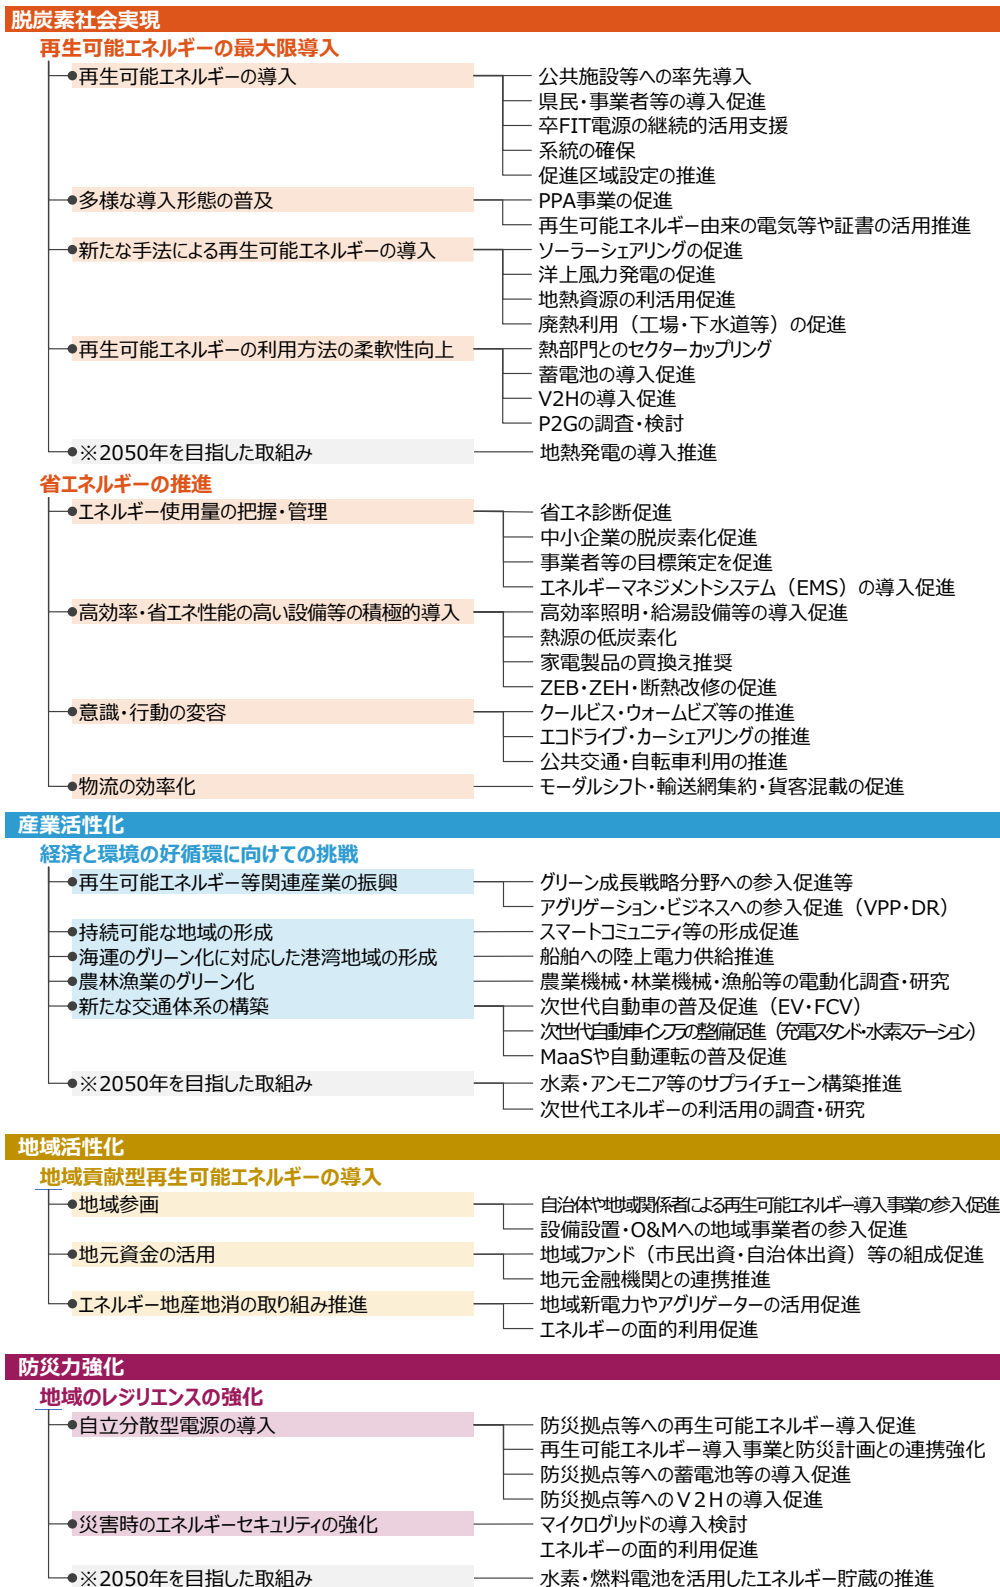 脱炭素社会実現
再生可能エネルギーの最大限導入
●再生可能エネルギーの導入
公共施設等への率先導入
県民・事業者等の導入促進
卒FIT電源の継続的活用支援
系統の確保
促進区域設定の推進
●多様な導入形態の普及
PPA事業の促進
再生可能エネルギー由来の電気等や証書の活用推進
●新たな手法による再生可能エネルギーの導入
ソーラーシェアリングの促進
洋上風力発電の促進
地熱資源の利活用促進
廃熱利用（工場・下水道等）の促進
●再生可能エネルギーの利用方法の柔軟性向上
熱部門とのセクターカップリング
蓄電池の導入促進
V2Hの導入促進
P2Gの調査・検討
●※2050年を目指した取組み
地熱発電の導入推進
省エネルギーの推進
●エネルギー使用量の把握・管理
省エネ診断促進
中小企業の脱炭素化促進
事業者等の目標策定を促進
エネルギーマネジメントシステム（EMS）の導入促進
●高効率・省エネ性能の高い設備等の積極的導入
高効率照明・給湯設備等の導入促進
熱源の低炭素化
家電製品の買換え推奨
ZEB・ZEH・断熱改修の促進
●意識・行動の変容
クールビス・ウォームビズ等の推進
エコドライブ・カーシェアリングの推進
公共交通・自転車利用の推進
●物流の効率化
モーダルシフト・輸送網集約・貨客混載の促進
産業活性化
経済と環境の好循環に向けての挑戦
●再生可能エネルギー等関連産業の振興
グリーン成長戦略分野への参入促進等
アグリゲーション・ビジネスへの参入促進（VPP・DR）
●持続可能な地域の形成
スマートコミュニティ等の形成促進
●海運のグリーン化に対応した港湾地域の形成
船舶への陸上電力供給推進
●農林漁業のグリーン化
農業機械・林業機械・漁船等の電動化調査・研究
●新たな交通体系の構築
次世代自動車の普及促進（EV・FCV）
次世代自動車インフラの整備促進（充電スタンド・水素ステーション）
MaaSや自動運転の普及促進
●※2050年を目指した取組み
水素・アンモニア等のサプライチェーン構築推進
次世代エネルギーの利活用の調査・研究
地域活性化
地域貢献型再生可能エネルギーの導入
●地域参画
自治体や地域関係者による再生可能エネルギー導入事業の参入促進
設備設置・O&Mへの地域事業者の参入促進
●地元資金の活用
地域ファンド（市民出資・自治体出資）等の組成促進
地元金融機関との連携推進
●エネルギー地産地消の取り組み推進
地域新電力やアグリゲーターの活用促進
エネルギーの面的利用促進
防災力強化
地域のレジリエンスの強化
●自立分散型電源の導入
防災拠点等への再生可能エネルギー導入促進
再生可能エネルギー導入事業と防災計画との連携強化
防災拠点等への蓄電池等の導入促進
防災拠点等へのV２Hの導入促進
●災害時のエネルギーセキュリティの強化
マイクログリッドの導入検討
エネルギーの面的利用促進
●※2050年を目指した取組み
水素・燃料電池を活用したエネルギー貯蔵の推進